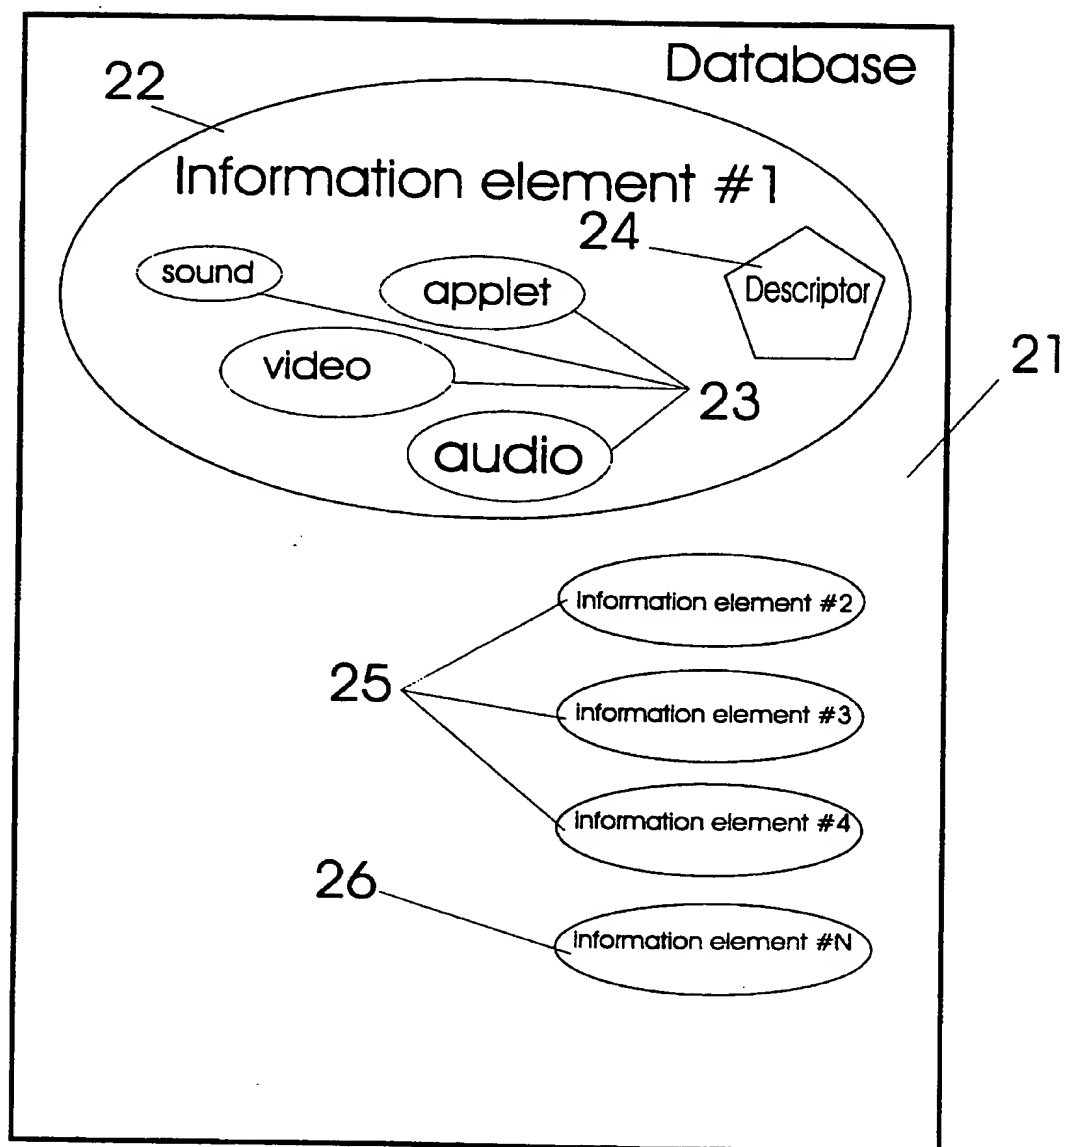 Database
22
Information element #1
24
sound
applet
Descriptor
video
21
23
audio
Information element #2
25
Information element #3
Information element #4
26
Information element #N